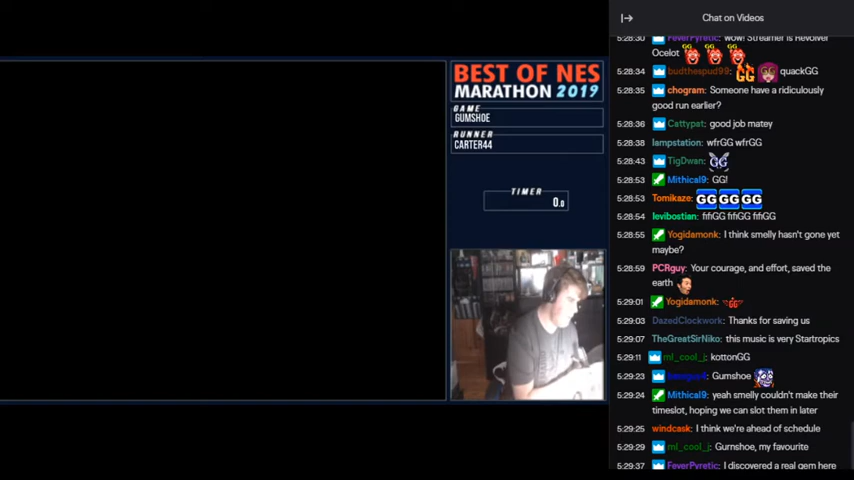 Chat on Videos
5:28:30 FeverPyretic: wow! Streamer is Revolver
Ocelot
5:28:34 budthespud99: GG quackGG
5:28:35 chogram: Someone have a ridiculously
good run earlier?
5:28:36 Cattypat: good job matey
5:28:38 lampstation: wfrGG wfrGG
5:28:43 TigDwan: GG
5:28:53 Mithical9: GG!
5:28:53 Tomikaze: GG GG GG
5:28:54 levibostian: fifiGG fifiGG fifiGG
5:28:55 Yogidamonk: I think smelly hasn't gone yet
maybe?
5:28:59 PCRguy: Your courage, and effort, saved the
earth
5:29:01 Yogidamonk:
5:29:03 DazedClockwork: Thanks for saving us
5:29:07 TheGreatSirNiko: this music is very Startropics
5:29:11 ml_cool_j: kottonGG
5:29:23 Gumshoe
5:29:24 Mithical9: yeah smelly couldn't make their
timeslot, hoping we can slot them in later
5:29:25 windcask: I think we're ahead of schedule
5:29:29 ml_cool_j: Gurnshoe, my favourite
5:29:37 FeverPyretic: I discovered a real gem here
BEST OF NES
MARATHON 2019
GAME
GUMSHOE
RUNNER
CARTER44
TIMER
0.0